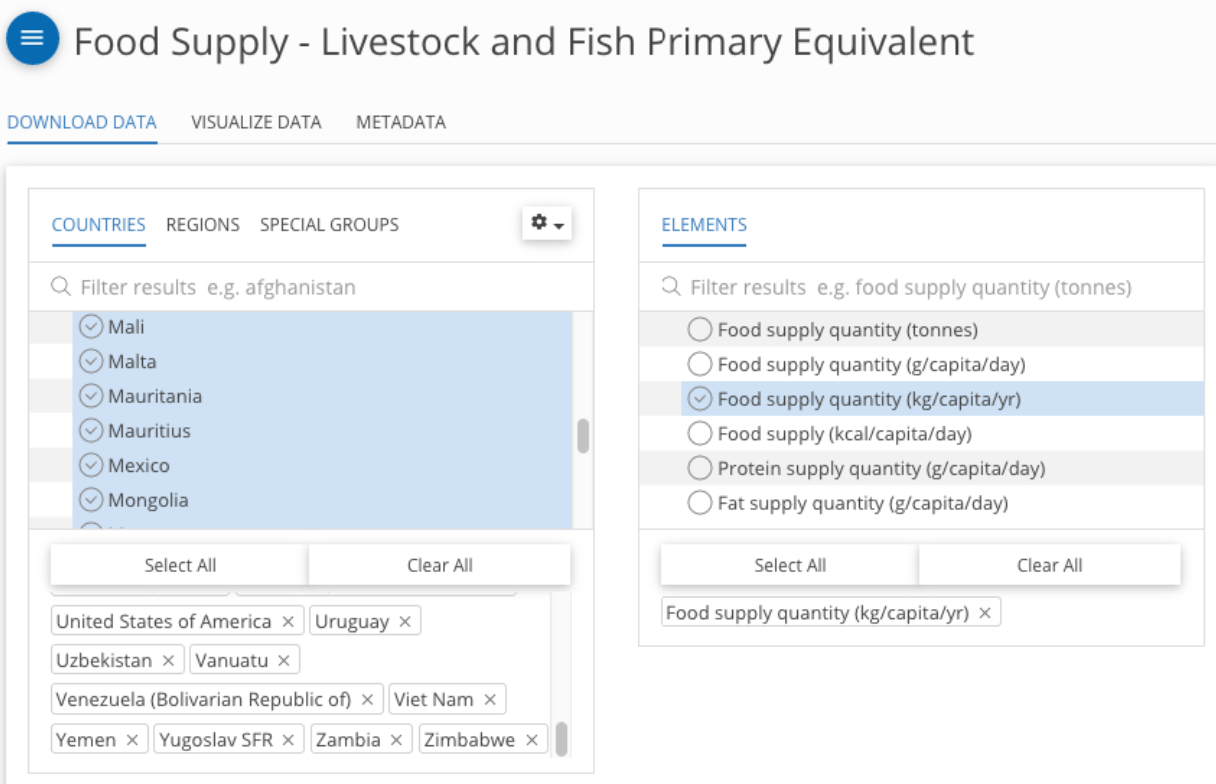 Food Supply - Livestock and Fish Primary Equivalent
DOWNLOAD DATA VISUALIZE DATA METADATA
COUNTRIES REGIONS SPECIAL GROUPS
Filter results e.g. afghanistan
Mali
Malta
Mauritania
Mauritius
Mexico
Mongolia
Select All Clear All
United States of America × Uruguay ×
Uzbekistan × Vanuatu ×
Venezuela (Bolivarian Republic of) × Viet Nam ×
Yemen × Yugoslav SFR × Zambia × Zimbabwe ×
ELEMENTS
Filter results e.g. food supply quantity (tonnes)
Food supply quantity (tonnes)
Food supply quantity (g/capita/day)
Food supply quantity (kg/capita/yr)
Food supply (kcal/capita/day)
Protein supply quantity (g/capita/day)
Fat supply quantity (g/capita/day)
Select All Clear All
Food supply quantity (kg/capita/yr) ×